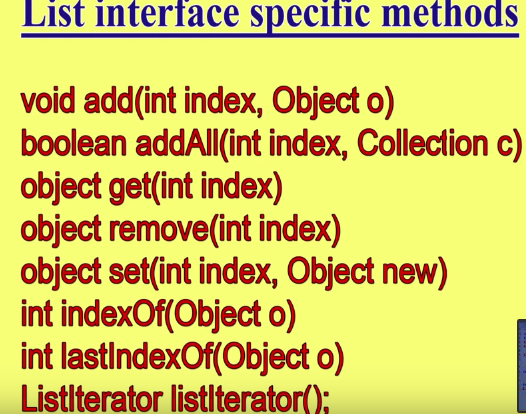 List interface specific methods
void add(int index, Object o)
boolean addAll(int index, Collection c)
object get(int index)
object remove(int index)
object set(int index, Object new)
int indexOf(Object o)
int lastIndexOf(Object o)
ListIterator listIterator();